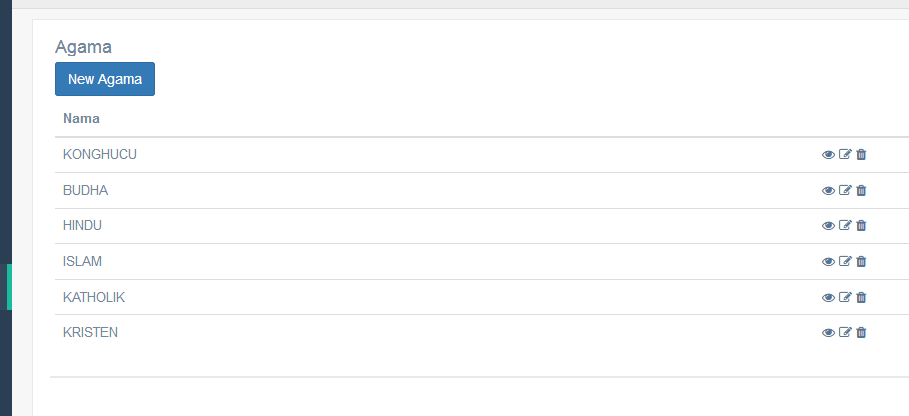 Agama
New Agama
Nama
KONGHUCU
BUDHA
HINDU
ISLAM
KATHOLIK
KRISTEN